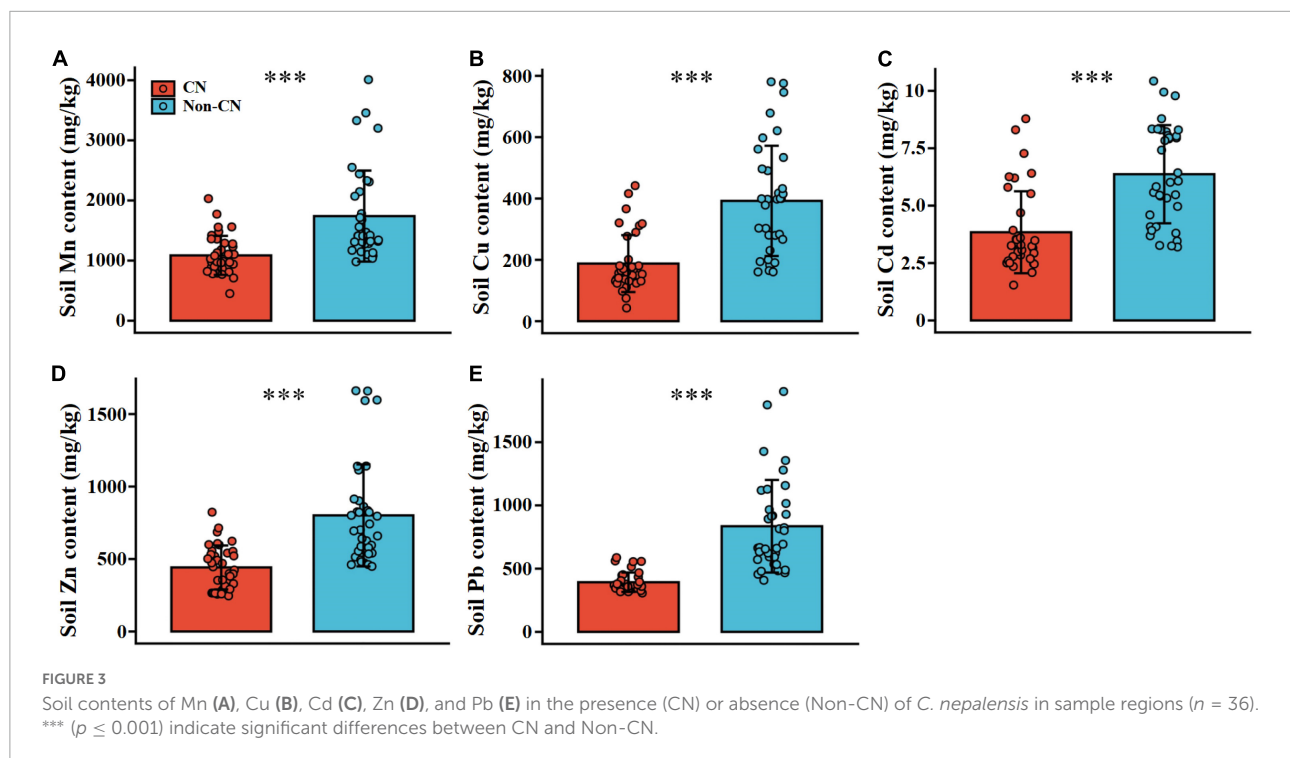 A
Soil Mn content (mg/kg)
4000
3000
2000
1000
0
CN
Non-CN
***
B
Soil Cu content (mg/kg)
800
600
400
200
0
***
C
Soil Cd content (mg/kg)
10
7.5
5.0
2.5
0
***
D
Soil Zn content (mg/kg)
1500
1000
500
0
***
E
Soil Pb content (mg/kg)
1500
1000
500
0
***
FIGURE 3
Soil contents of Mn (A), Cu (B), Cd (C), Zn (D), and Pb (E) in the presence (CN) or absence (Non-CN) of C. nepalensis in sample regions (n = 36).
*** (p ≤ 0.001) indicate significant differences between CN and Non-CN.